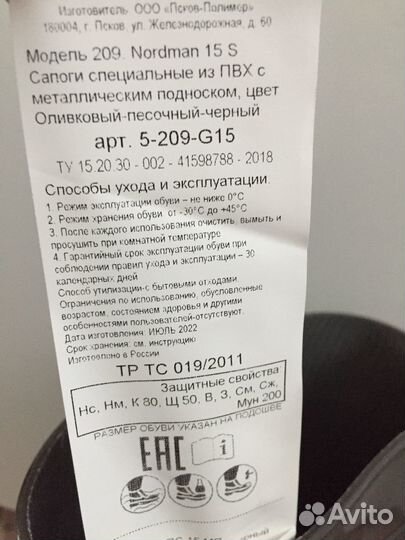 Изготовитель ООО «Псков-Полимер»
180004, г. Псков, ул. Железнодорожная, д. 60
Модель 209. Nordman 15 S
Сапоги специальные из ПВХ с
металлическим подноском, цвет
Оливковый-песочный-черный
арт. 5-209-G15
ТУ 15.20.30 - 002 - 41598788 - 2018
Способы ухода и эксплуатации.
1. Режим эксплуатации обуви – не ниже 0°С
2. Режим хранения обуви от -30°С до +45°С
3. После каждого использования очистить, вымыть и
просушить при комнатной температуре
4. Гарантийный срок эксплуатации обуви при
соблюдении правил ухода и эксплуатации – 30
календарных дней
Способ утилизации-с бытовыми отходами.
Ограничения по использованию, обусловленные
возрастом, состоянием здоровья и другими
особенностями пользователей-отсутствуют.
Дата изготовления: ИЮЛЬ 2022
Срок хранения: см. инструкцию
Изготовлено в России
ТР ТС 019/2011
Защитные свойства:
Нс, Нм, К 80, Щ 50, В, З, См, Сж,
Мун 200
РАЗМЕР ОБУВИ УКАЗАН НА ПОДОШВЕ
EAC i
Avito